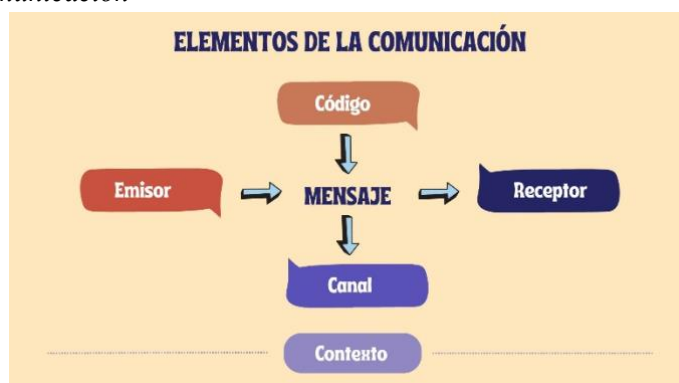 ELEMENTOS DE LA COMUNICACIÓN
Código
Emisor
MENSAJE
Receptor
Canal
Contexto